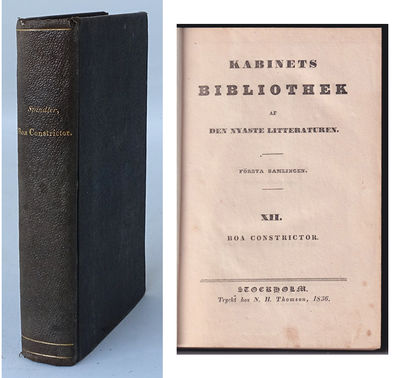 Spindler,
Boa Constrictor.
KABINETS
BIBLIOTHEK
AF
DEN NYASTE LITTERATUREN.
FÖRSTA SAMLINGEN.
XII.
BOA CONSTRICTOR.
STOCKHOLM.
Tryckt hos N. H. Thomson, 1836.